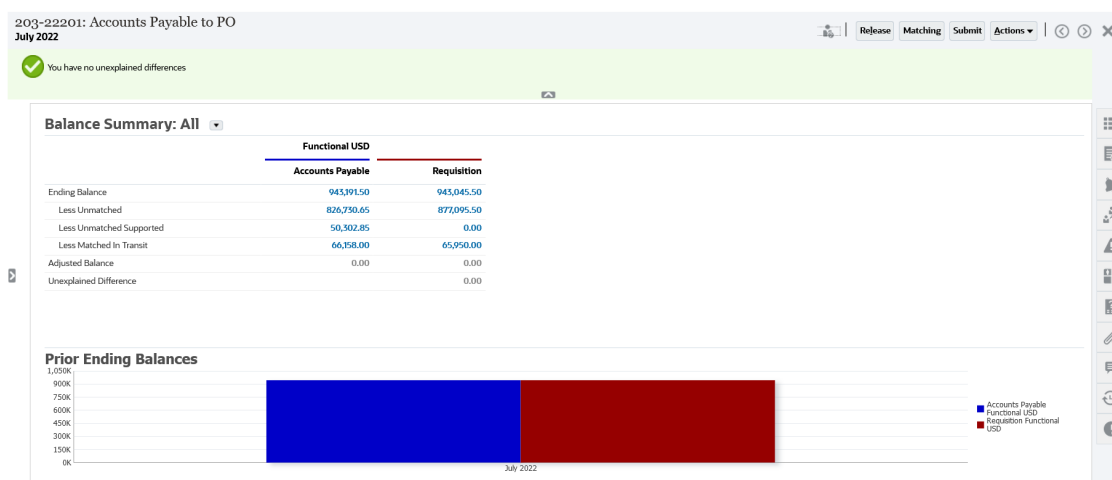 203-22201: Accounts Payable to PO
July 2022
Release Matching Submit Actions
You have no unexplained differences
Balance Summary: All
Functional USD
Accounts Payable Requisition
Ending Balance 943,191.50 943,045.50
Less Unmatched 826,730.65 877,095.50
Less Unmatched Supported 50,302.85 0.00
Less Matched In Transit 66,158.00 65,950.00
Adjusted Balance 0.00 0.00
Unexplained Difference 0.00
Prior Ending Balances
1,050K
900K
750K
600K
450K
300K
150K
0K
July 2022
Accounts Payable
Functional USD
Requisition Functional
USD